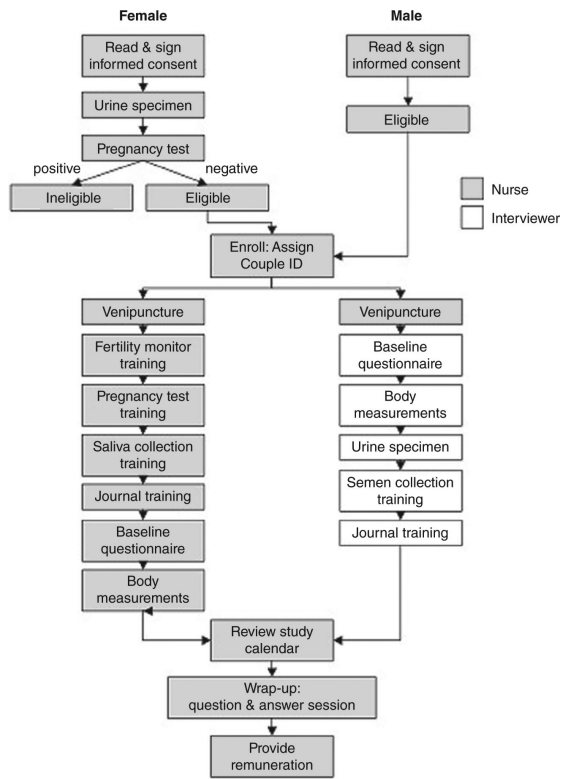 Female
Male
Read & sign
informed consent
Read & sign
informed consent
Urine specimen
Eligible
Pregnancy test
positive
negative
Ineligible
Eligible
Nurse
Interviewer
Enroll: Assign
Couple ID
Venipuncture
Fertility monitor
training
Pregnancy test
training
Saliva collection
training
Journal training
Baseline
questionnaire
Body
measurements
Venipuncture
Baseline
questionnaire
Body
measurements
Urine specimen
Semen collection
training
Journal training
Review study
calendar
Wrap-up:
question & answer session
Provide
remuneration